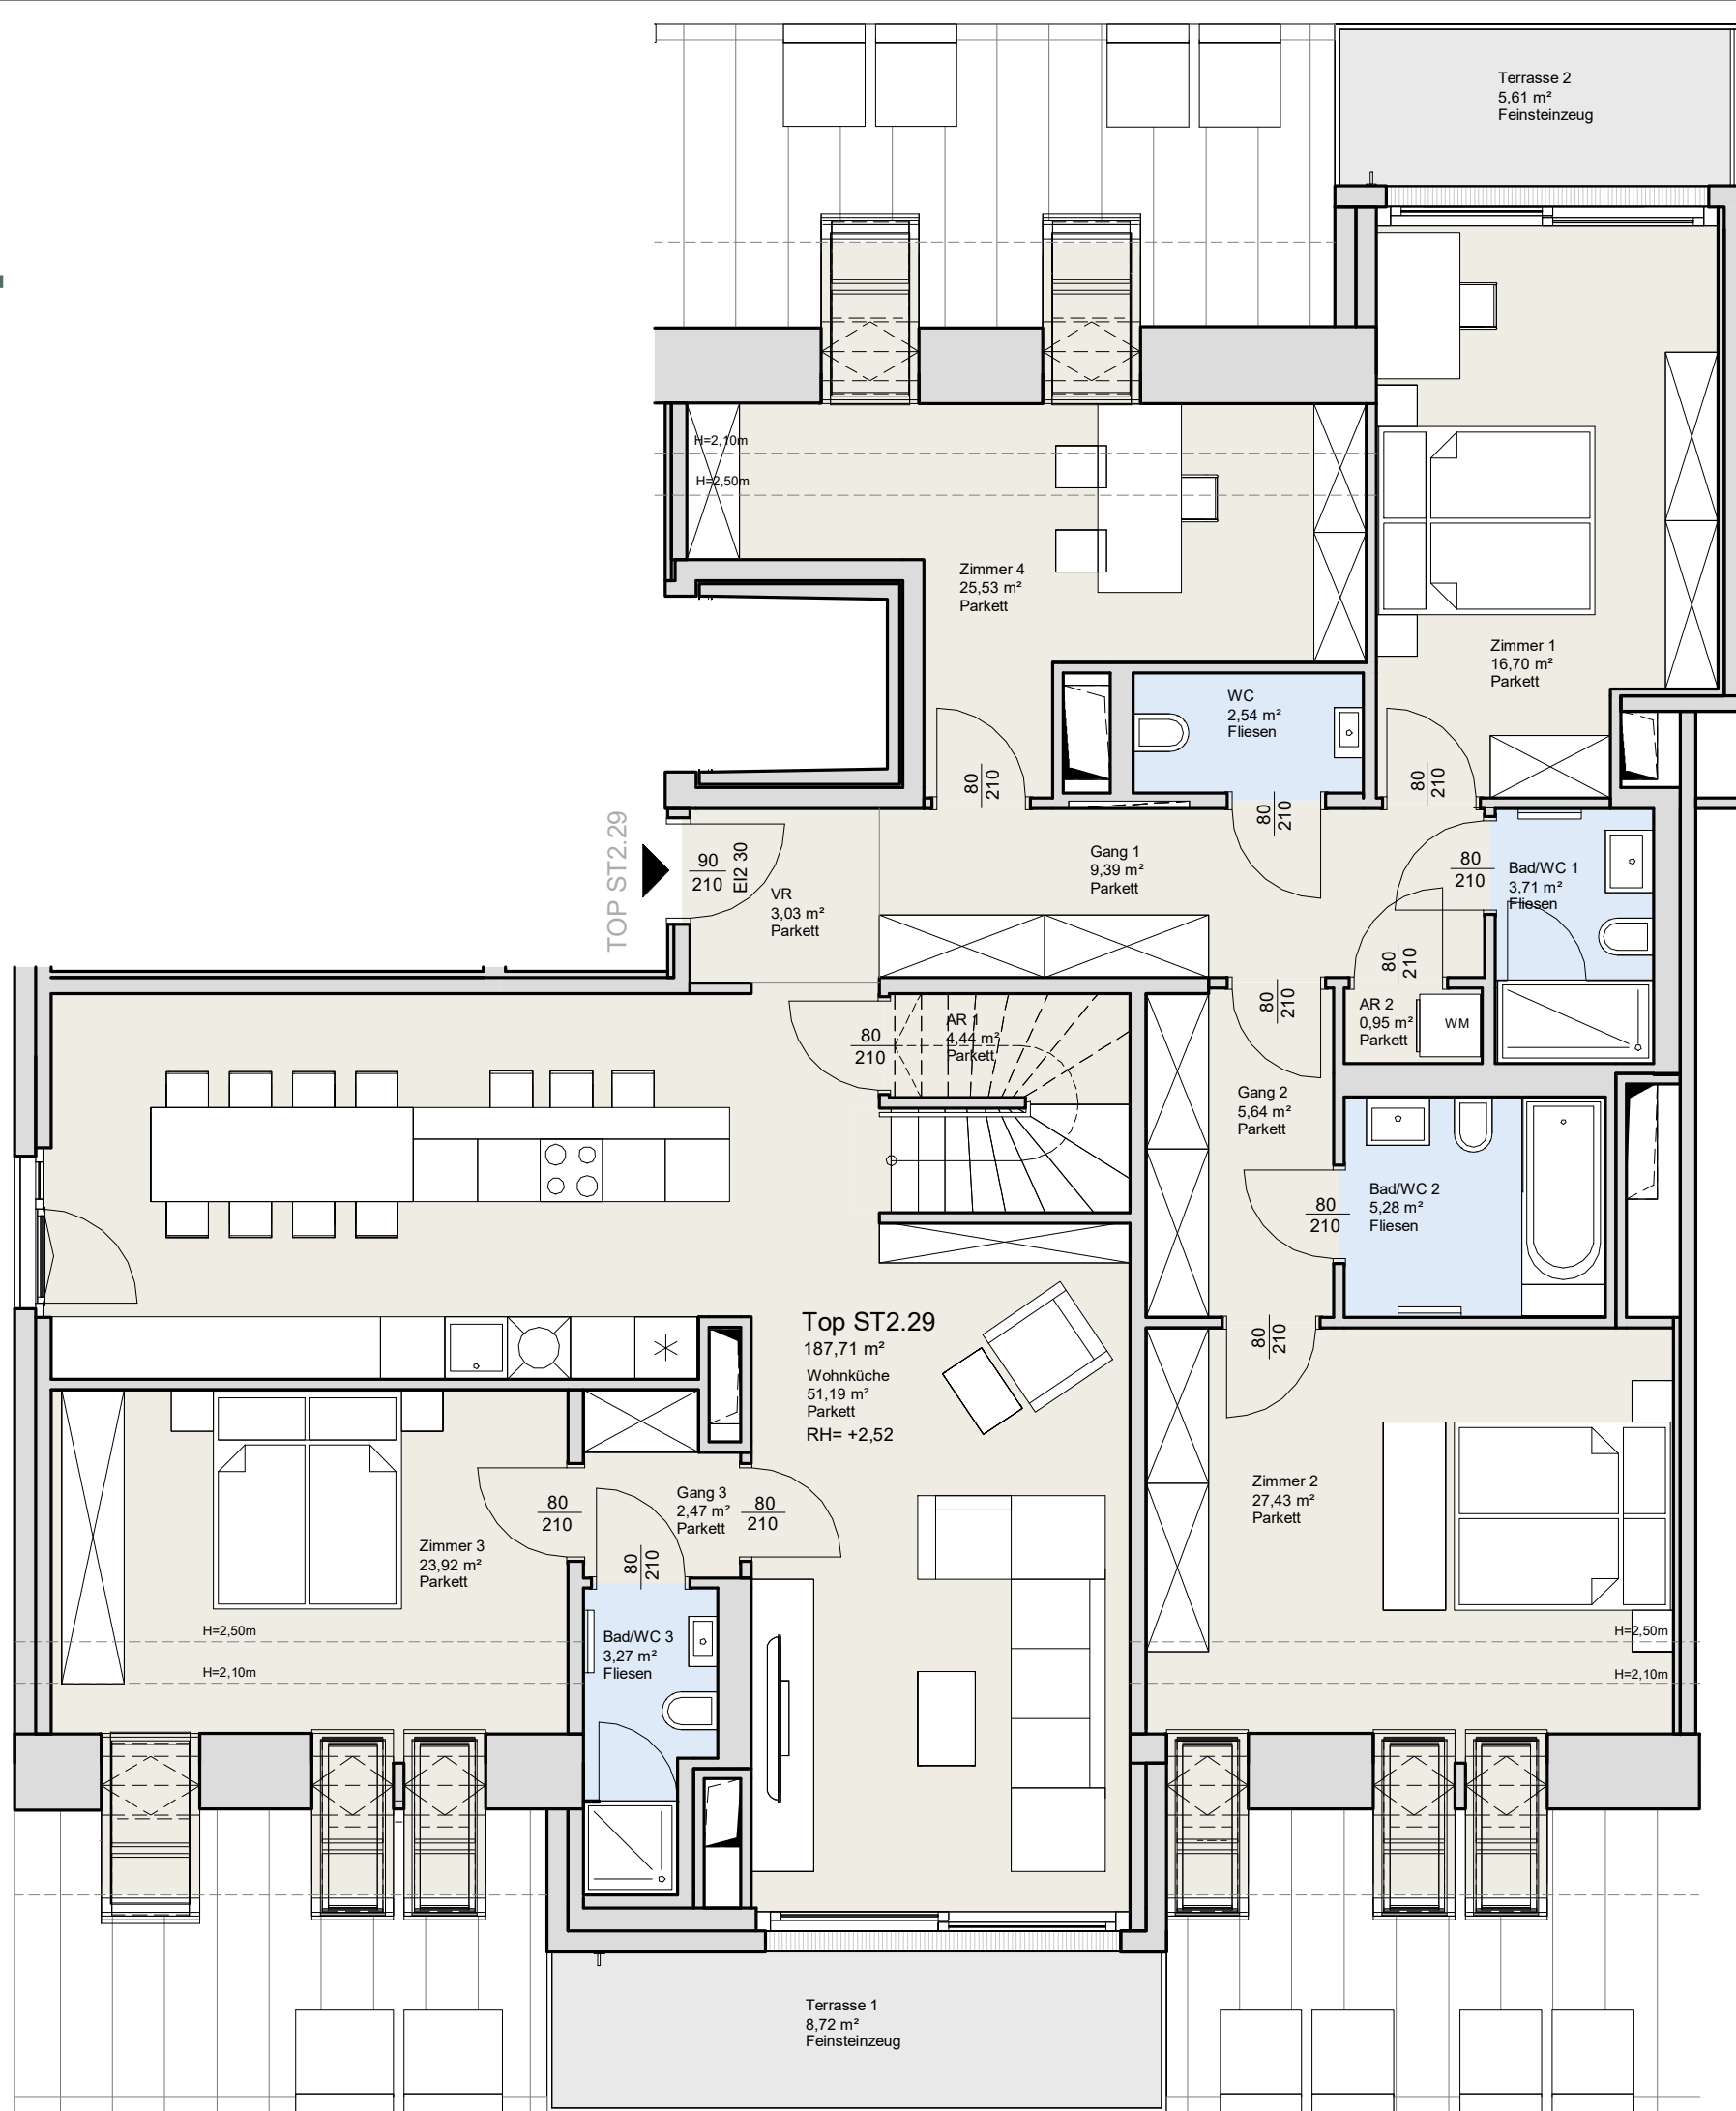 Terrasse 2
5,61 m²
Feinsteinzeug
H=2,10m
H=2,50m
Zimmer 4
25,53 m²
Parkett
Zimmer 1
16,70 m²
Parkett
WC
2,54 m²
Fliesen
80
210
80
210
80
210
TOP ST2.29
90
210
EI2 30
VR
3,03 m²
Parkett
Gang 1
9,39 m²
Parkett
80
210
Bad/WC 1
3,71 m²
Fliesen
80
210
80
210
AR 2
0,95 m²
Parkett
WM
80
210
AR 1
4,44 m²
Parkett
Gang 2
5,64 m²
Parkett
80
210
Bad/WC 2
5,28 m²
Fliesen
Top ST2.29
187,71 m²
Wohnküche
51,19 m²
Parkett
RH= +2,52
80
210
Zimmer 2
27,43 m²
Parkett
Gang 3
2,47 m²
Parkett
80
210
80
210
80
210
Zimmer 3
23,92 m²
Parkett
H=2,50m
H=2,10m
Bad/WC 3
3,27 m²
Fliesen
H=2,50m
H=2,10m
Terrasse 1
8,72 m²
Feinsteinzeug